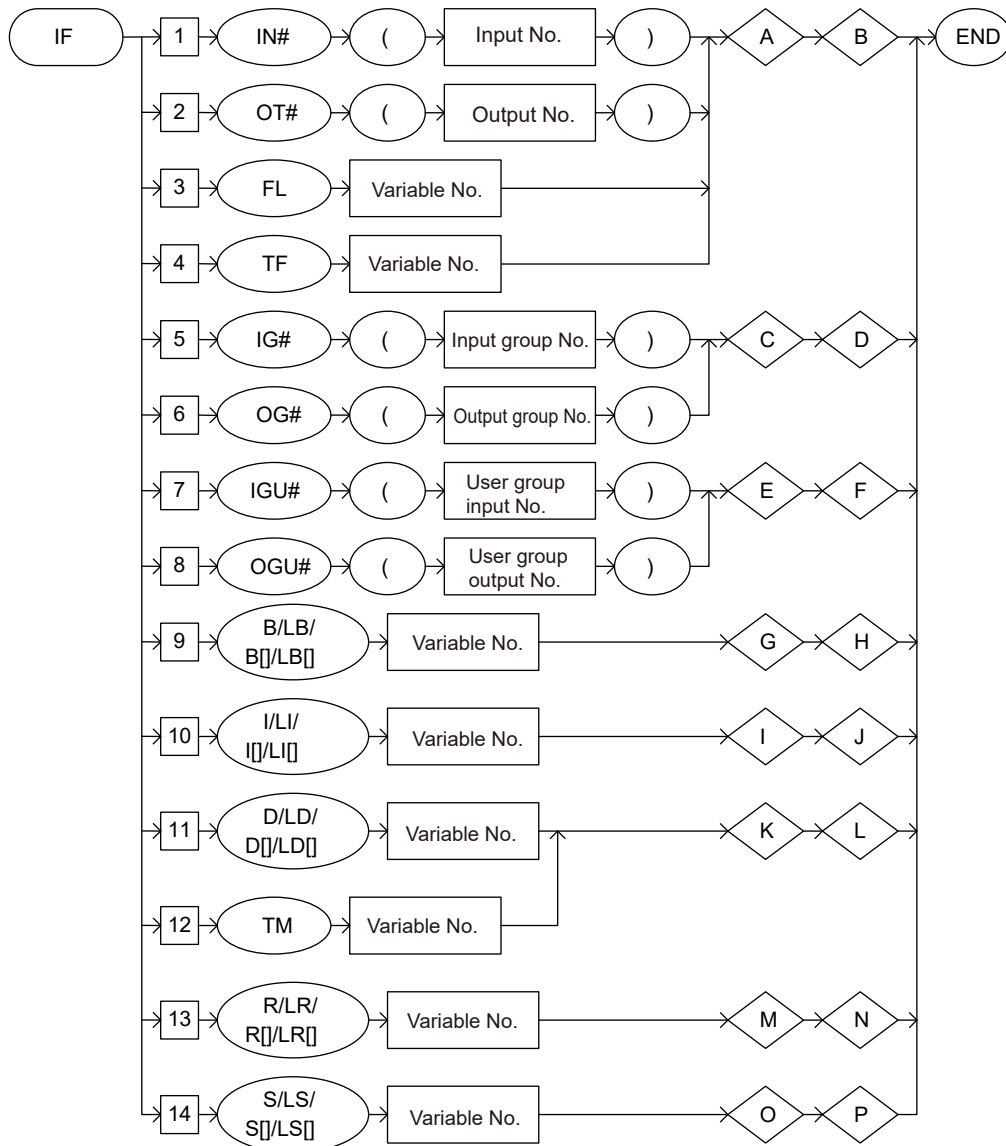 IF
1 IN# ( Input No. ) A B END
2 OT# ( Output No. )
3 FL Variable No.
4 TF Variable No.
5 IG# ( Input group No. ) C D
6 OG# ( Output group No. )
7 IGU# ( User group
input No. ) E F
8 OGU# ( User group
output No. )
9 B/LB/
B[]/LB[] Variable No. G H
10 I/LI/
I[]/LI[] Variable No. I J
11 D/LD/
D[]/LD[] Variable No. K L
12 TM Variable No.
13 R/LR/
R[]/LR[] Variable No. M N
14 S/LS/
S[]/LS[] Variable No. O P